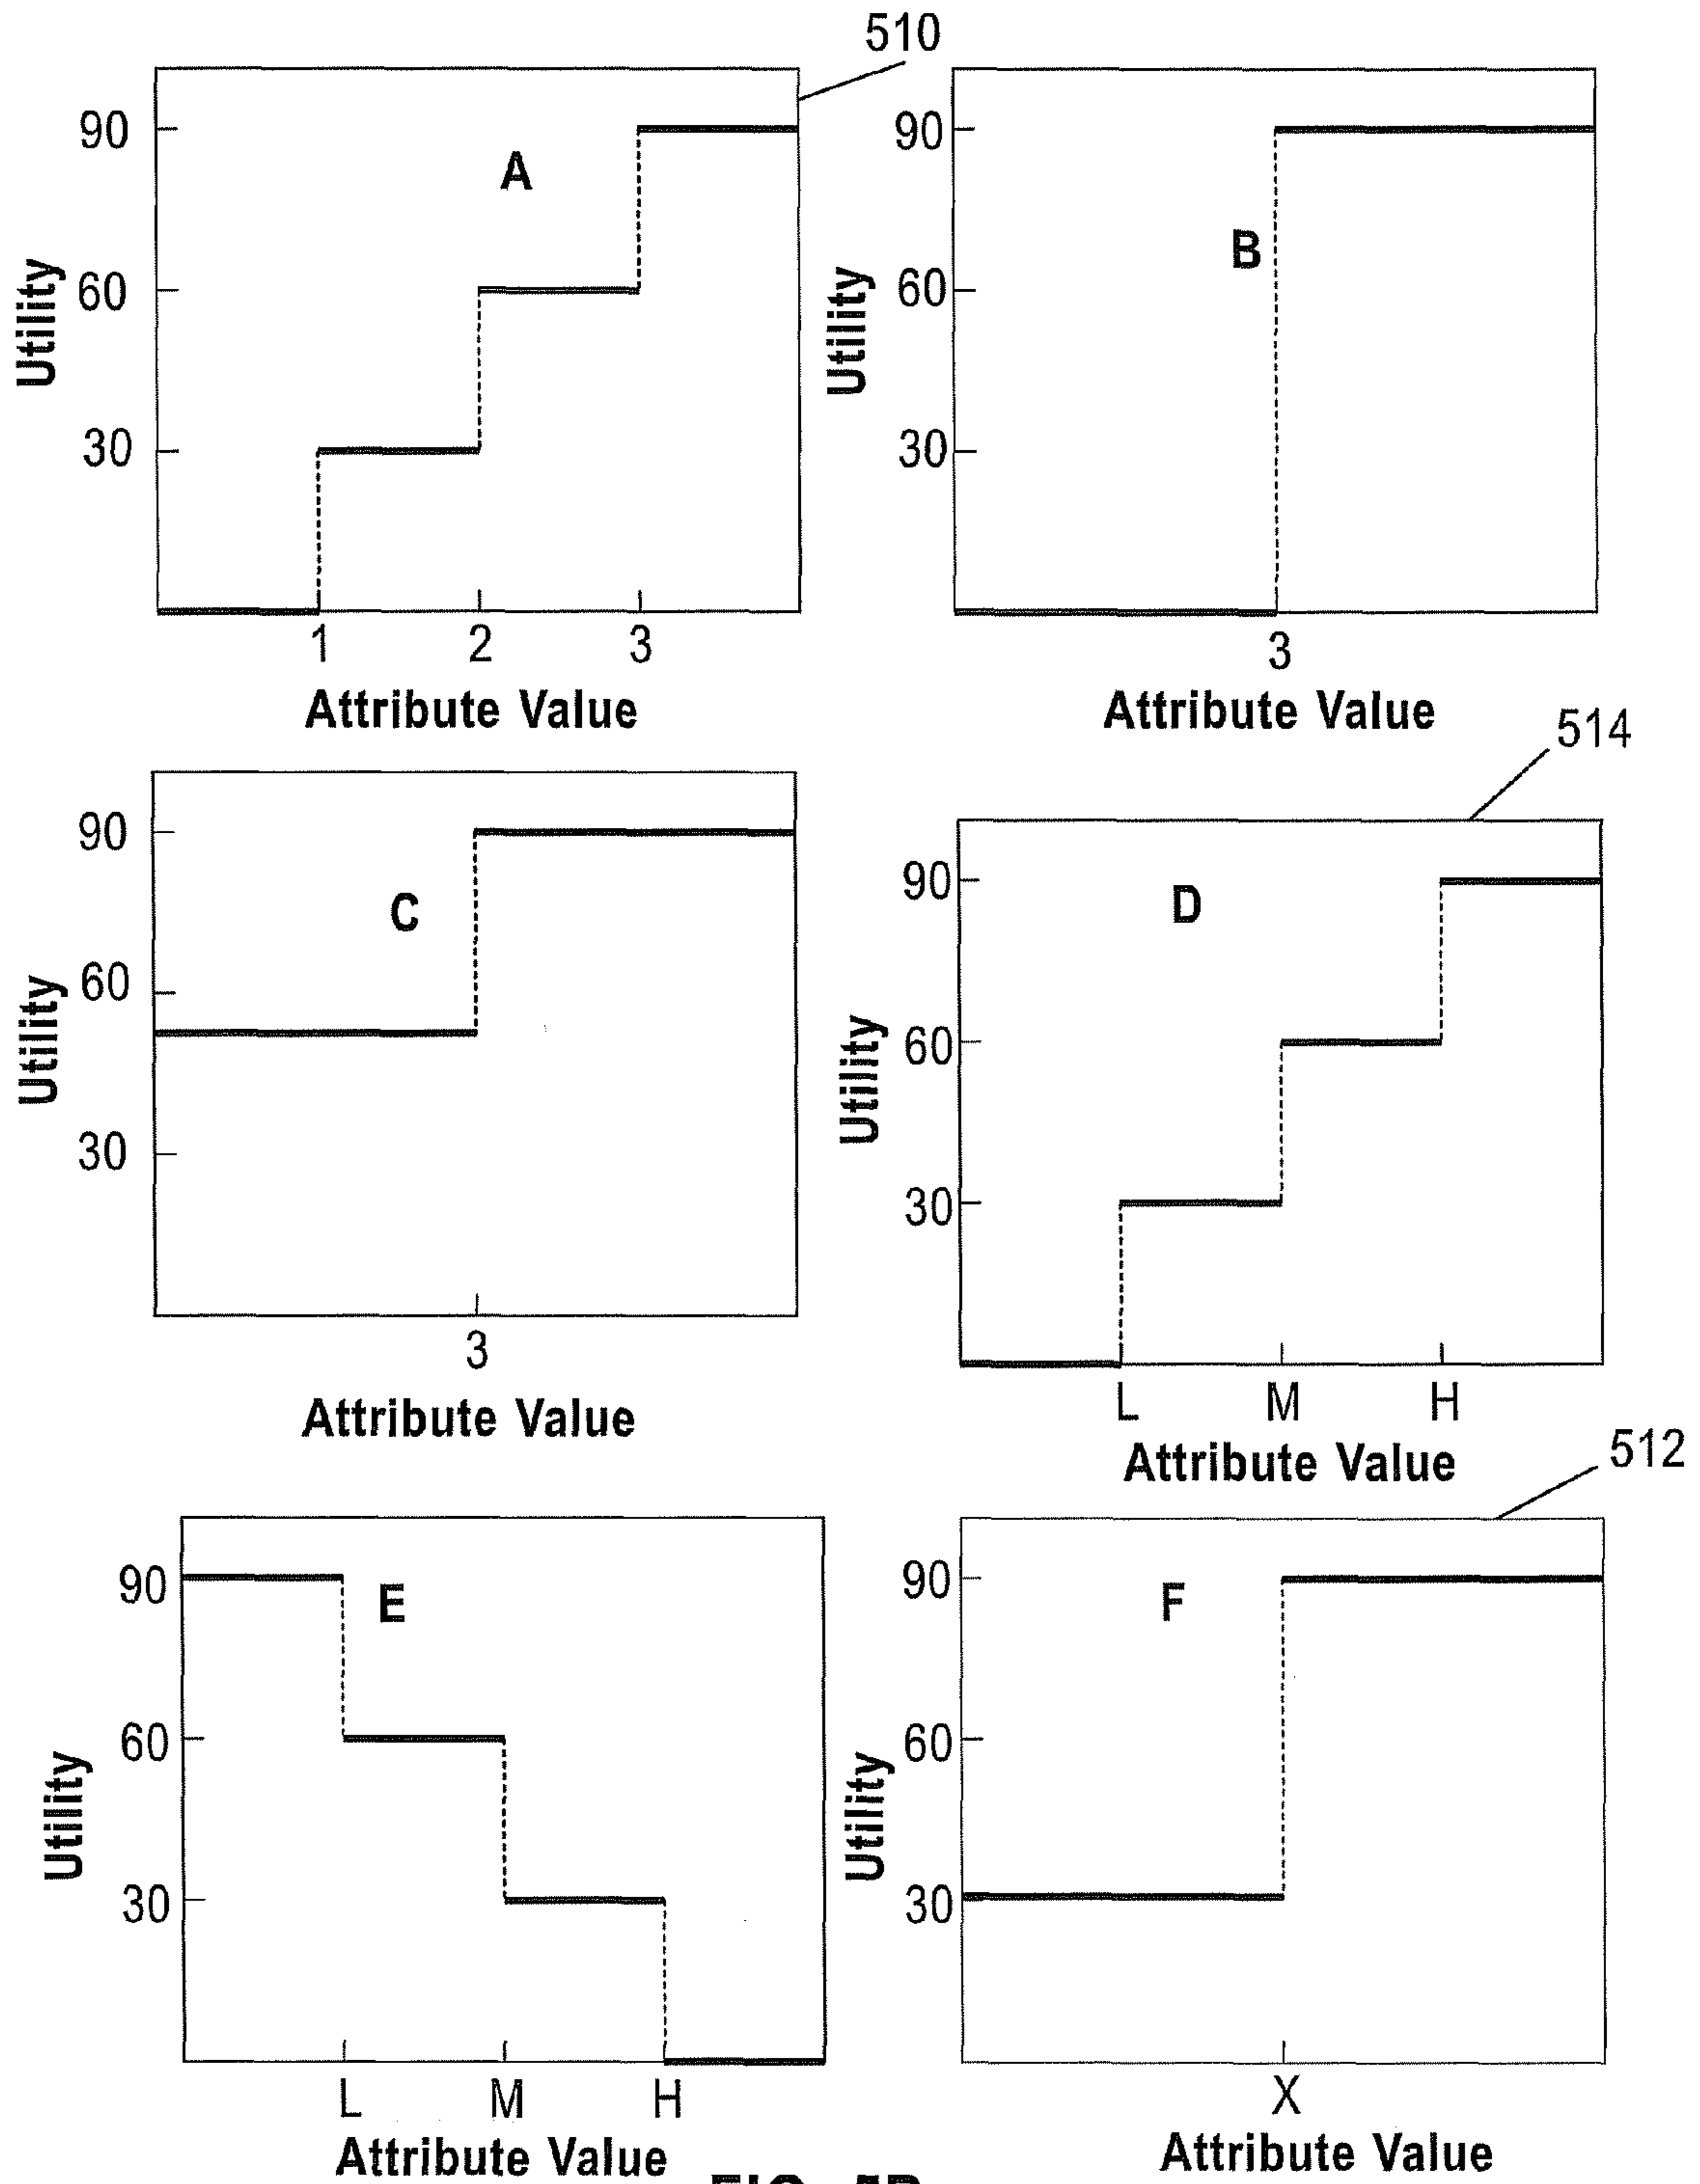 510
90
60
30
Utility
A
1 2 3
Attribute Value
90
60
30
Utility
B
3
Attribute Value
90
60
30
Utility
C
3
Attribute Value
514
90
60
30
Utility
D
L M H
Attribute Value
90
60
30
Utility
E
L M H
Attribute Value
512
90
60
30
Utility
F
X
Attribute Value